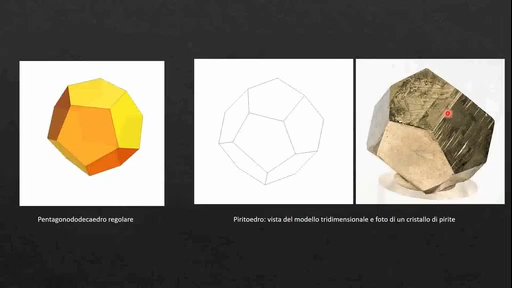 Pentagonododecaedro regolare
Piritoedro: vista del modello tridimensionale e foto di un cristallo di pirite